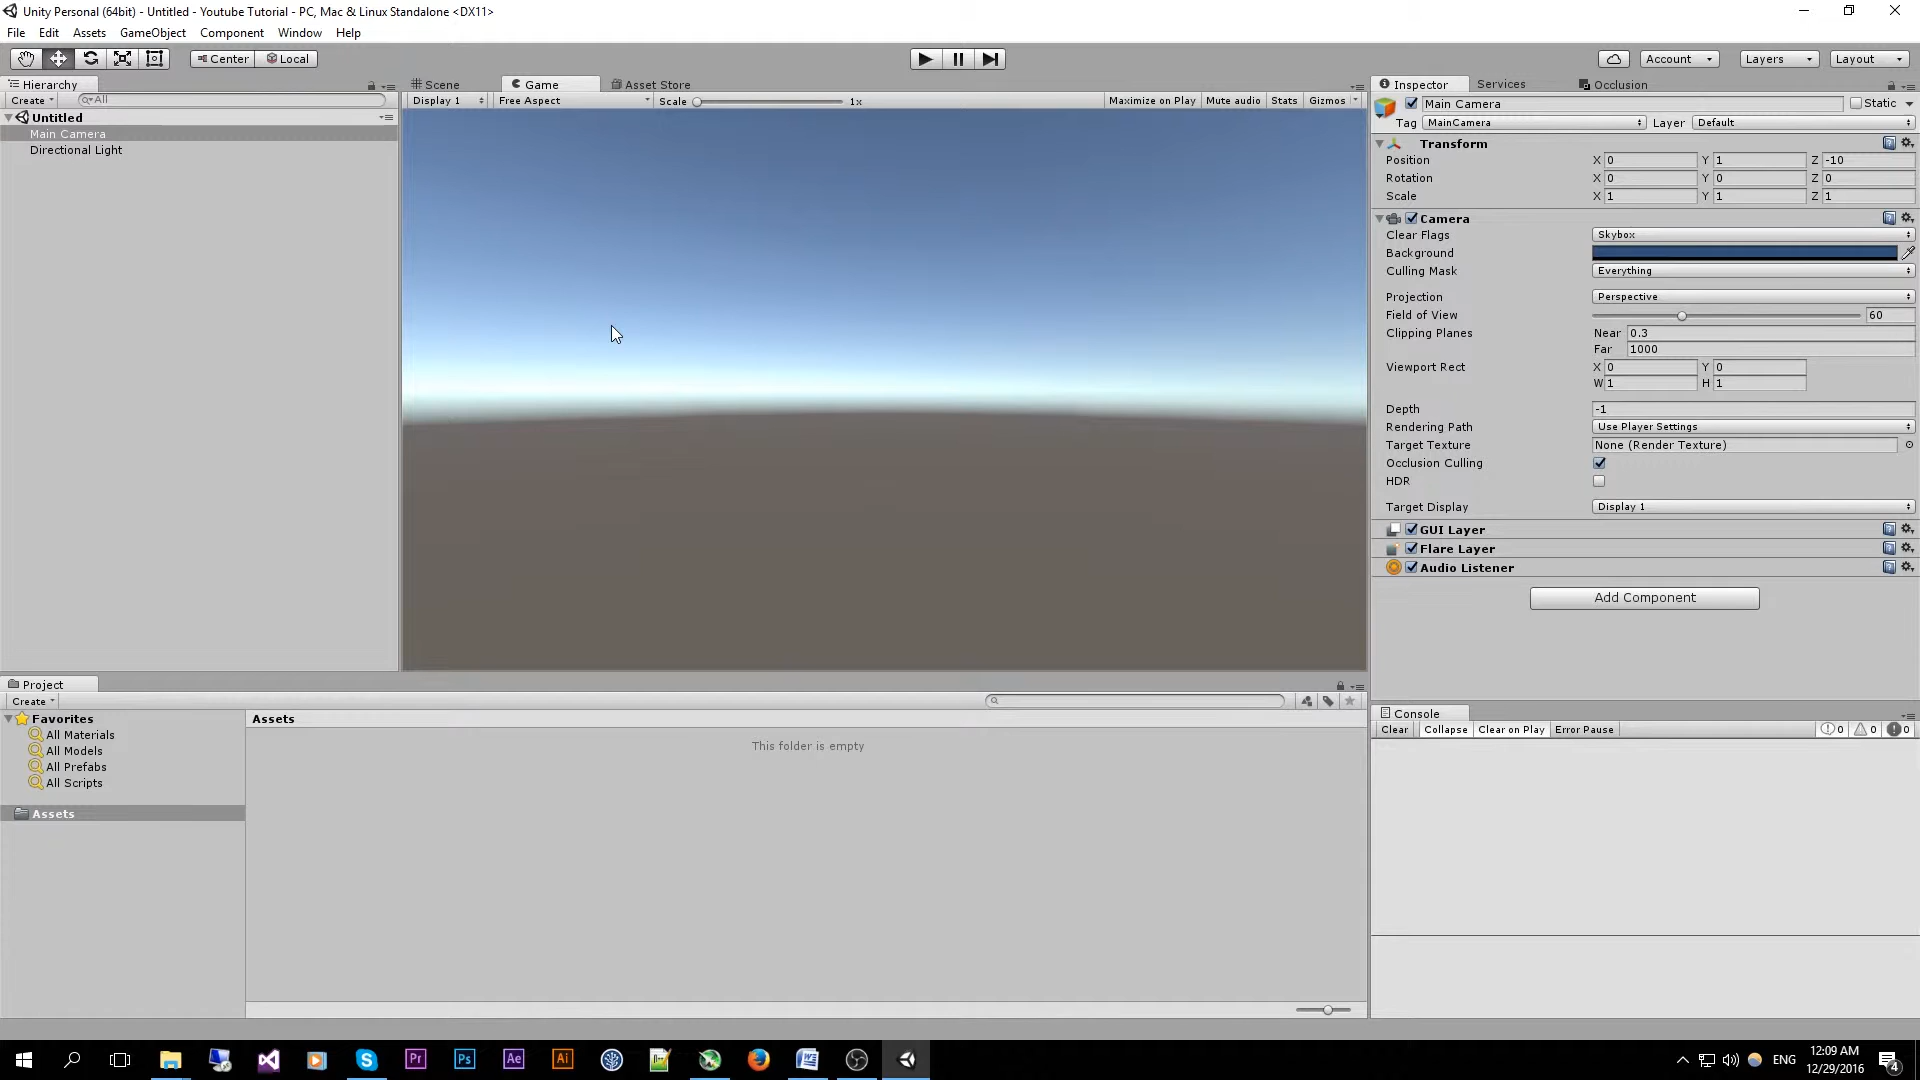 Unity Personal (64bit) - Untitled - Youtube Tutorial - PC, Mac & Linux Standalone <DX11>
File Edit Assets GameObject Component Window Help
Center Local Account Layers Layout
Hierarchy
Create All
Untitled
Main Camera
Directional Light
Scene Game Asset Store
Display 1 Free Aspect Scale 1x Maximize on Play Mute audio Stats Gizmos
Inspector Services Occlusion
Main Camera Static
Tag MainCamera Layer Default
Transform
Position X 0 Y 1 Z -10
Rotation X 0 Y 0 Z 0
Scale X 1 Y 1 Z 1
Camera
Clear Flags Skybox
Background
Culling Mask Everything
Projection Perspective
Field of View 60
Clipping Planes Near 0.3
Far 1000
Viewport Rect X 0 Y 0
W 1 H 1
Depth -1
Rendering Path Use Player Settings
Target Texture None (Render Texture)
Occlusion Culling
HDR
Target Display Display 1
GUI Layer
Flare Layer
Audio Listener
Add Component
Project
Create
Favorites
All Materials
All Models
All Prefabs
All Scripts
Assets
Assets
This folder is empty
Console
Clear Collapse Clear on Play Error Pause 0 0 0
Pr Ps Ae Ai
ENG
12:09 AM
12/29/2016
4